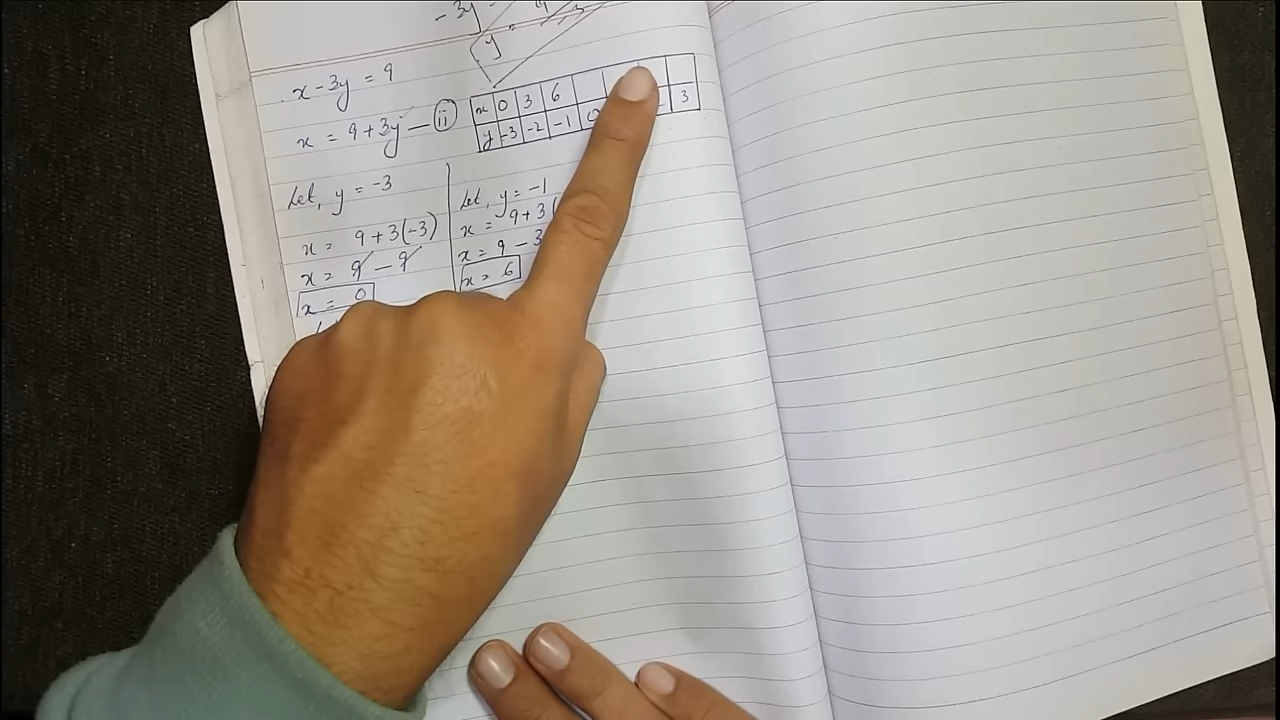 - 3y
y =
x - 3y = 9
x = 9 + 3y — (ii)
x 0 3 6
y -3 -2 -1 0 3
Let, y = -3
x = 9 + 3(-3)
x = 9 - 9
x = 0
Let, y = -1
x = 9 + 3(
x = 9 - 3
x = 6